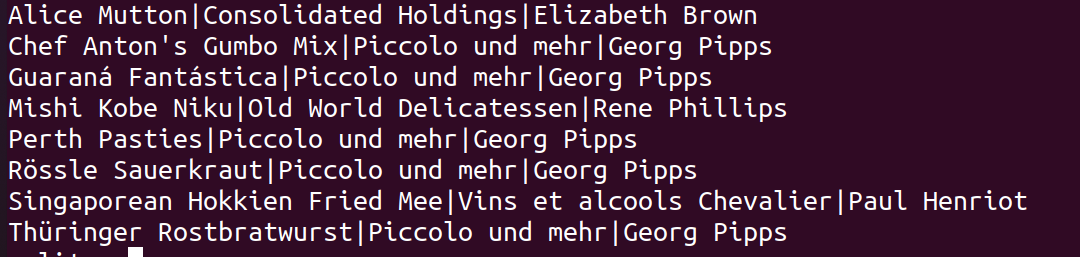 Alice Mutton|Consolidated Holdings|Elizabeth Brown
Chef Anton's Gumbo Mix|Piccolo und mehr|Georg Pipps
Guaraná Fantástica|Piccolo und mehr|Georg Pipps
Mishi Kobe Niku|Old World Delicatessen|Rene Phillips
Perth Pasties|Piccolo und mehr|Georg Pipps
Rössle Sauerkraut|Piccolo und mehr|Georg Pipps
Singaporean Hokkien Fried Mee|Vins et alcools Chevalier|Paul Henriot
Thüringer Rostbratwurst|Piccolo und mehr|Georg Pipps